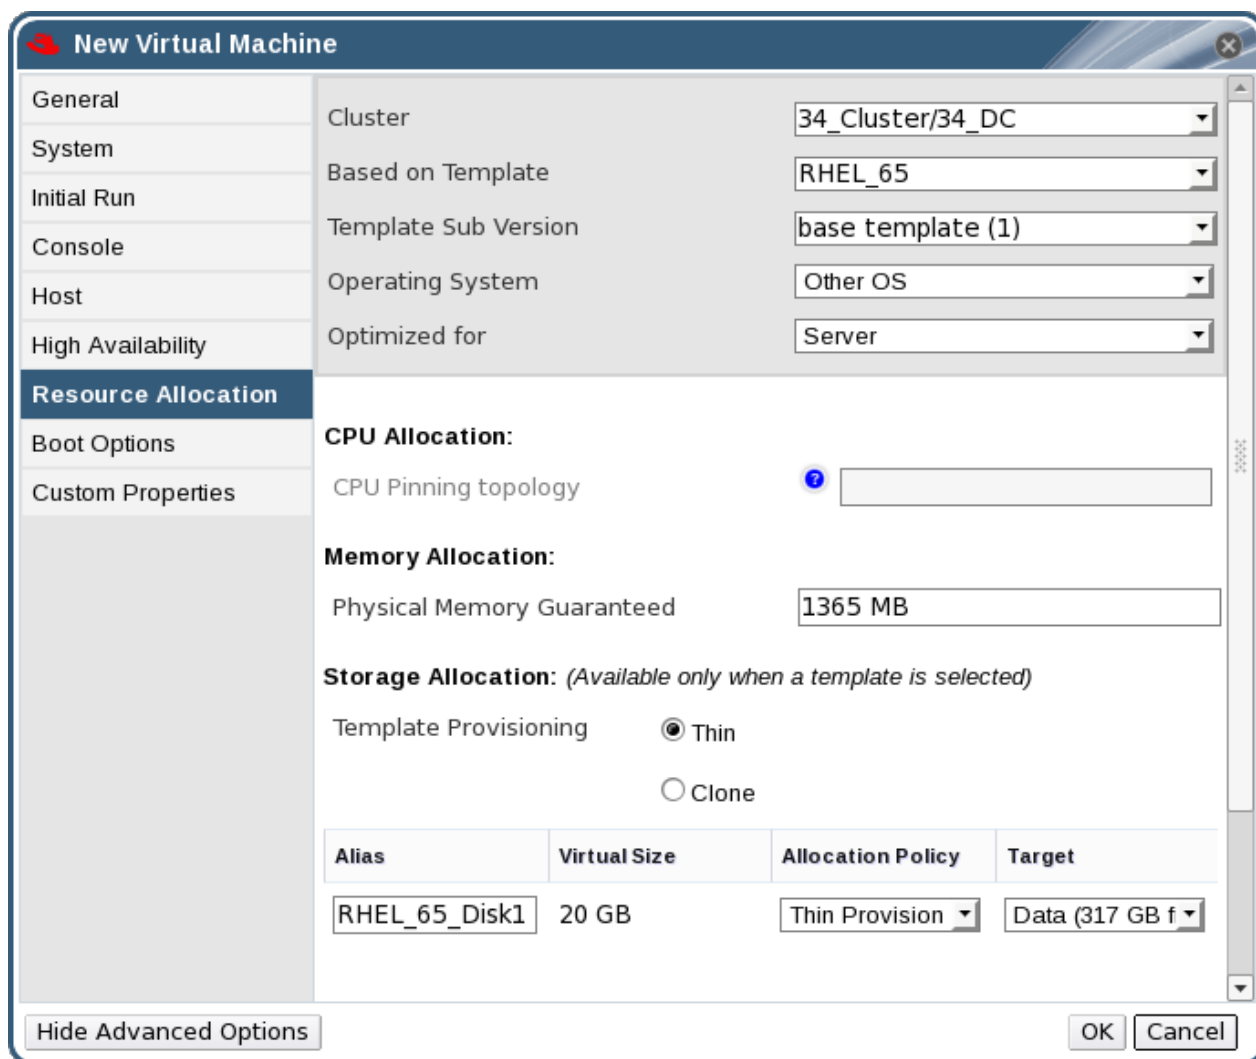 New Virtual Machine
General
System
Initial Run
Console
Host
High Availability
Resource Allocation
Boot Options
Custom Properties
Cluster 34_Cluster/34_DC
Based on Template RHEL_65
Template Sub Version base template (1)
Operating System Other OS
Optimized for Server
CPU Allocation:
CPU Pinning topology ?
Memory Allocation:
Physical Memory Guaranteed 1365 MB
Storage Allocation: (Available only when a template is selected)
Template Provisioning Thin
Clone
Alias Virtual Size Allocation Policy Target
RHEL_65_Disk1 20 GB Thin Provision Data (317 GB f
Hide Advanced Options OK Cancel